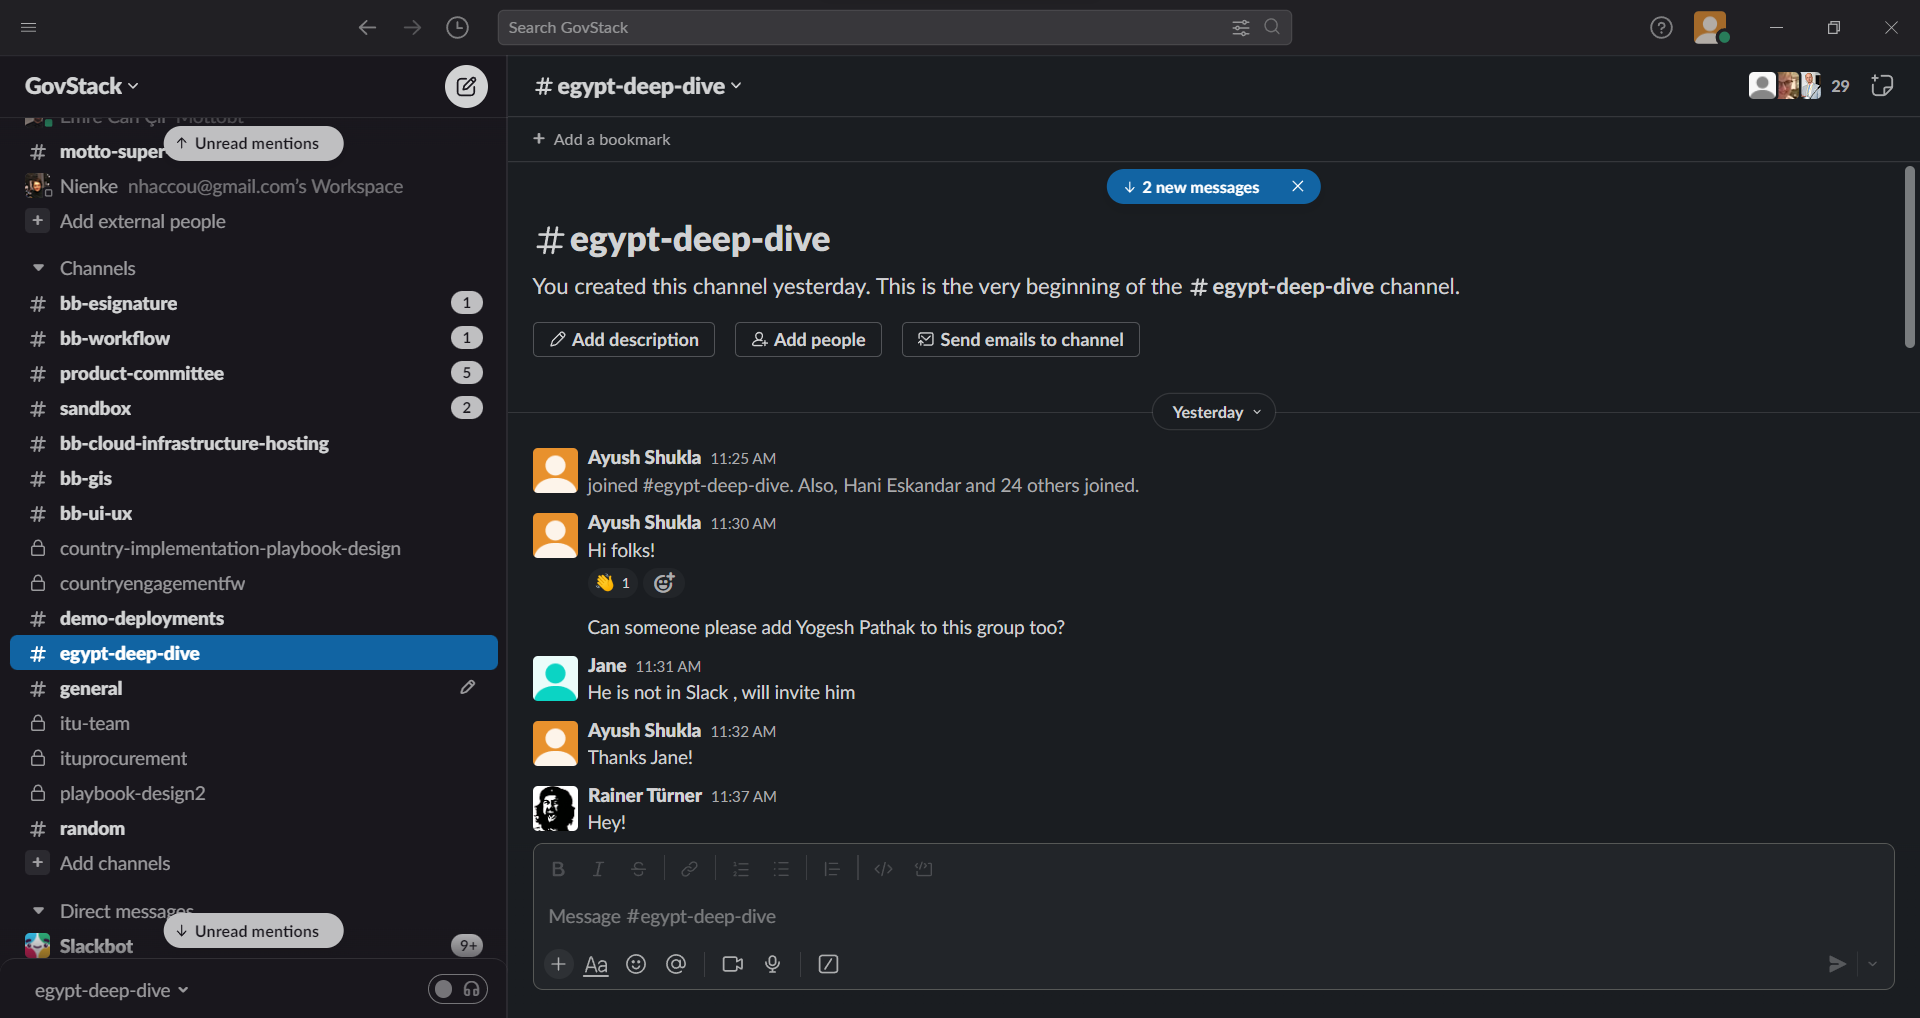 Search GovStack
GovStack
Emre Can Çil Mottobt
motto-super
Unread mentions
Nienke nhaccou@gmail.com's Workspace
Add external people
Channels
bb-esignature 1
bb-workflow 1
product-committee 5
sandbox 2
bb-cloud-infrastructure-hosting
bb-gis
bb-ui-ux
country-implementation-playbook-design
countryengagementfw
demo-deployments
egypt-deep-dive
general
itu-team
ituprocurement
playbook-design2
random
Add channels
Direct messages
Unread mentions
Slackbot 9+
egypt-deep-dive
# egypt-deep-dive
29
Add a bookmark
2 new messages
# egypt-deep-dive
You created this channel yesterday. This is the very beginning of the # egypt-deep-dive channel.
Add description
Add people
Send emails to channel
Yesterday
Ayush Shukla 11:25 AM
joined #egypt-deep-dive. Also, Hani Eskandar and 24 others joined.
Ayush Shukla 11:30 AM
Hi folks!
👋 1
Can someone please add Yogesh Pathak to this group too?
Jane 11:31 AM
He is not in Slack , will invite him
Ayush Shukla 11:32 AM
Thanks Jane!
Rainer Türner 11:37 AM
Hey!
Message #egypt-deep-dive
Aa